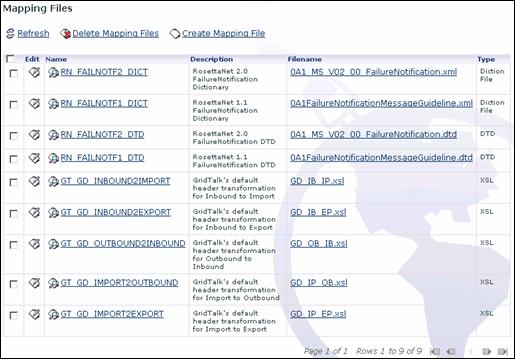 Mapping Files
Refresh Delete Mapping Files Create Mapping File
Edit Name Description Filename Type
RN_FAILNOTF2_DICT RosettaNet 2.0 FailureNotification Dictionary 0A1_MS_V02_00_FailureNotification.xml Diction File
RN_FAILNOTF1_DICT RosettaNet 1.1 FailureNotification Dictionary 0A1FailureNotificationMessageGuideline.xml Diction File
RN_FAILNOTF2_DTD RosettaNet 2.0 FailureNotification DTD 0A1_MS_V02_00_FailureNotification.dtd DTD
RN_FAILNOTF1_DTD RosettaNet 1.1 FailureNotification DTD 0A1FailureNotificationMessageGuideline.dtd DTD
GT_GD_INBOUND2IMPORT GridTalk's default header transformation for Inbound to Import GD_IB_IP.xsl XSL
GT_GD_INBOUND2EXPORT GridTalk's default header transformation for Inbound to Export GD_IB_EP.xsl XSL
GT_GD_OUTBOUND2INBOUND GridTalk's default header transformation for Outbound to Inbound GD_OB_IB.xsl XSL
GT_GD_IMPORT2OUTBOUND GridTalk's default header transformation for Import to Outbound GD_IP_OB.xsl XSL
GT_GD_IMPORT2EXPORT GridTalk's default header transformation for Import to Export GD_IP_EP.xsl XSL
Page 1 of 1 Rows 1 to 9 of 9 1